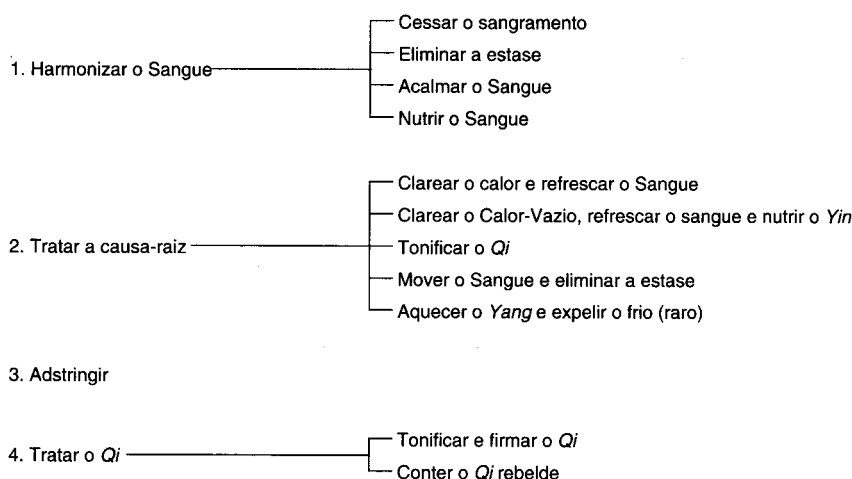 1. Harmonizar o Sangue
Cessar o sangramento
Eliminar a estase
Acalmar o Sangue
Nutrir o Sangue
2. Tratar a causa-raiz
Clarear o calor e refrescar o Sangue
Clarear o Calor-Vazio, refrescar o sangue e nutrir o Yin
Tonificar o Qi
Mover o Sangue e eliminar a estase
Aquecer o Yang e expelir o frio (raro)
3. Adstringir
4. Tratar o Qi
Tonificar e firmar o Qi
Conter o Qi rebelde